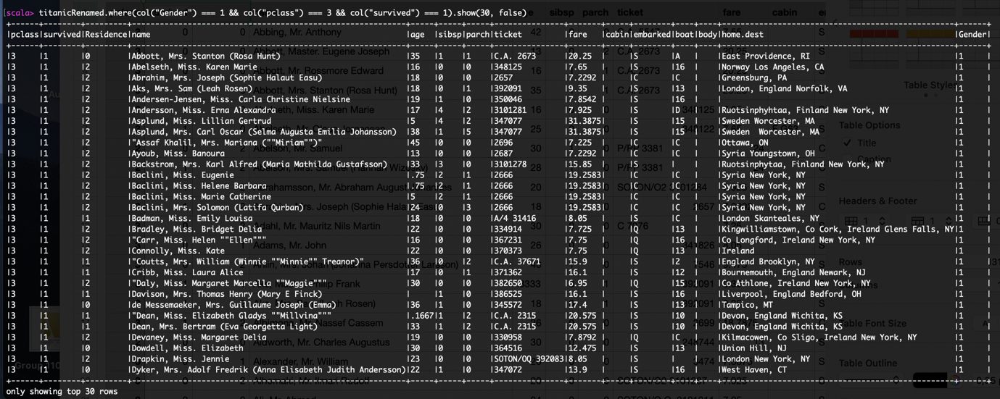 scala> titanicRenamed.where(col("Gender") === 1 && col("pclass") === 3 && col("survived") === 1).show(30, false)
|pclass|survived|Residence|name |age |sibsp|parch|ticket |fare |cabin|embarked|boat|body|home.dest |Gender|
|3 |1 |0 |Abbott, Mrs. Stanton (Rosa Hunt) |35 |1 |1 |C.A. 2673 |20.25 | |S |A | |East Providence, RI |1 |
|3 |1 |2 |Abelseth, Miss. Karen Marie |16 |0 |0 |348125 |7.65 | |S |16 | |Norway Los Angeles, CA |1 |
|3 |1 |2 |Abrahim, Mrs. Joseph (Sophie Halaut Easu) |18 |0 |0 |2657 |7.2292 | |C |C | |Greensburg, PA |1 |
|3 |1 |2 |Aks, Mrs. Sam (Leah Rosen) |18 |0 |1 |392091 |9.35 | |S |13 | |London, England Norfolk, VA |1 |
|3 |1 |2 |Andersen-Jensen, Miss. Carla Christine Nielsine |19 |1 |0 |350046 |7.8542 | |S |16 | | |1 |
|3 |1 |2 |Andersson, Miss. Erna Alexandra |17 |4 |2 |3101281 |7.925 | |S |D | |Ruotsinphyhtaa, Finland New York, NY |1 |
|3 |1 |2 |Asplund, Miss. Lillian Gertrud |5 |4 |2 |347077 |31.3875| |S |15 | |Sweden Worcester, MA |1 |
|3 |1 |2 |Asplund, Mrs. Carl Oscar (Selma Augusta Emilia Johansson) |38 |1 |5 |347077 |31.3875| |S |15 | |Sweden  Worcester, MA |1 |
|3 |1 |2 |"Assaf Khalil, Mrs. Mariana (""Miriam"")" |45 |0 |0 |2696 |7.225 | |C |C | |Ottawa, ON |1 |
|3 |1 |2 |Ayoub, Miss. Banoura |13 |0 |0 |2687 |7.2292 | |C |C | |Syria Youngstown, OH |1 |
|3 |1 |2 |Backstrom, Mrs. Karl Alfred (Maria Mathilda Gustafsson) |33 |3 |0 |3101278 |15.85 | |S | | |Ruotsinphytaa, Finland New York, NY |1 |
|3 |1 |2 |Baclini, Miss. Eugenie |.75 |2 |1 |2666 |19.2583| |C |C | |Syria New York, NY |1 |
|3 |1 |2 |Baclini, Miss. Helene Barbara |.75 |2 |1 |2666 |19.2583| |C |C | |Syria New York, NY |1 |
|3 |1 |2 |Baclini, Miss. Marie Catherine |5 |2 |1 |2666 |19.2583| |C |C | |Syria New York, NY |1 |
|3 |1 |2 |Baclini, Mrs. Solomon (Latifa Qurban) |24 |0 |3 |2666 |19.2583| |C |C | |Syria New York, NY |1 |
|3 |1 |1 |Badman, Miss. Emily Louisa |18 |0 |0 |A/4 31416 |8.05 | |S |C | |London Skanteales, NY |1 |
|3 |1 |2 |Bradley, Miss. Bridget Delia |22 |0 |0 |334914 |7.725 | |Q |13 | |Kingwilliamstown, Co Cork, Ireland Glens Falls, NY|1 |
|3 |1 |2 |"Carr, Miss. Helen ""Ellen""" |16 |0 |0 |367231 |7.75 | |Q |16 | |Co Longford, Ireland New York, NY |1 |
|3 |1 |2 |Connolly, Miss. Kate |22 |0 |0 |370373 |7.75 | |Q |13 | |Ireland |1 |
|3 |1 |1 |"Coutts, Mrs. William (Winnie ""Minnie"" Treanor)" |36 |0 |2 |C.A. 37671 |15.9 | |S |2 | |England Brooklyn, NY |1 |
|3 |1 |1 |Cribb, Miss. Laura Alice |17 |0 |1 |371362 |16.1 | |S |12 | |Bournemouth, England Newark, NJ |1 |
|3 |1 |2 |"Daly, Miss. Margaret Marcella ""Maggie""" |30 |0 |0 |382650 |6.95 | |Q |15 | |Co Athlone, Ireland New York, NY |1 |
|3 |1 |1 |Davison, Mrs. Thomas Henry (Mary E Finck) | |1 |0 |386525 |16.1 | |S |16 | |Liverpool, England Bedford, OH |1 |
|3 |1 |0 |de Messemaeker, Mrs. Guillaume Joseph (Emma) |36 |1 |0 |345572 |17.4 | |S |13 | |Tampico, MT |1 |
|3 |1 |1 |"Dean, Miss. Elizabeth Gladys ""Millvina""" |.1667|1 |2 |C.A. 2315 |20.575 | |S |10 | |Devon, England Wichita, KS |1 |
|3 |1 |1 |Dean, Mrs. Bertram (Eva Georgetta Light) |33 |1 |2 |C.A. 2315 |20.575 | |S |10 | |Devon, England Wichita, KS |1 |
|3 |1 |2 |Devaney, Miss. Margaret Delia |19 |0 |0 |330958 |7.8792 | |Q |C | |Kilmacowen, Co Sligo, Ireland New York, NY |1 |
|3 |1 |0 |Dowdell, Miss. Elizabeth |30 |0 |0 |364516 |12.475 | |S |13 | |Union Hill, NJ |1 |
|3 |1 |2 |Drapkin, Miss. Jennie |23 |0 |0 |SOTON/OQ 392083|8.05 | |S | | |London New York, NY |1 |
|3 |1 |0 |Dyker, Mrs. Adolf Fredrik (Anna Elisabeth Judith Andersson)|22 |1 |0 |347072 |13.9 | |S |16 | |West Haven, CT |1 |
only showing top 30 rows
Table Styles
Table Options
Title
Caption
Headers & Footer
Rows
Table Font Size
Table Outline